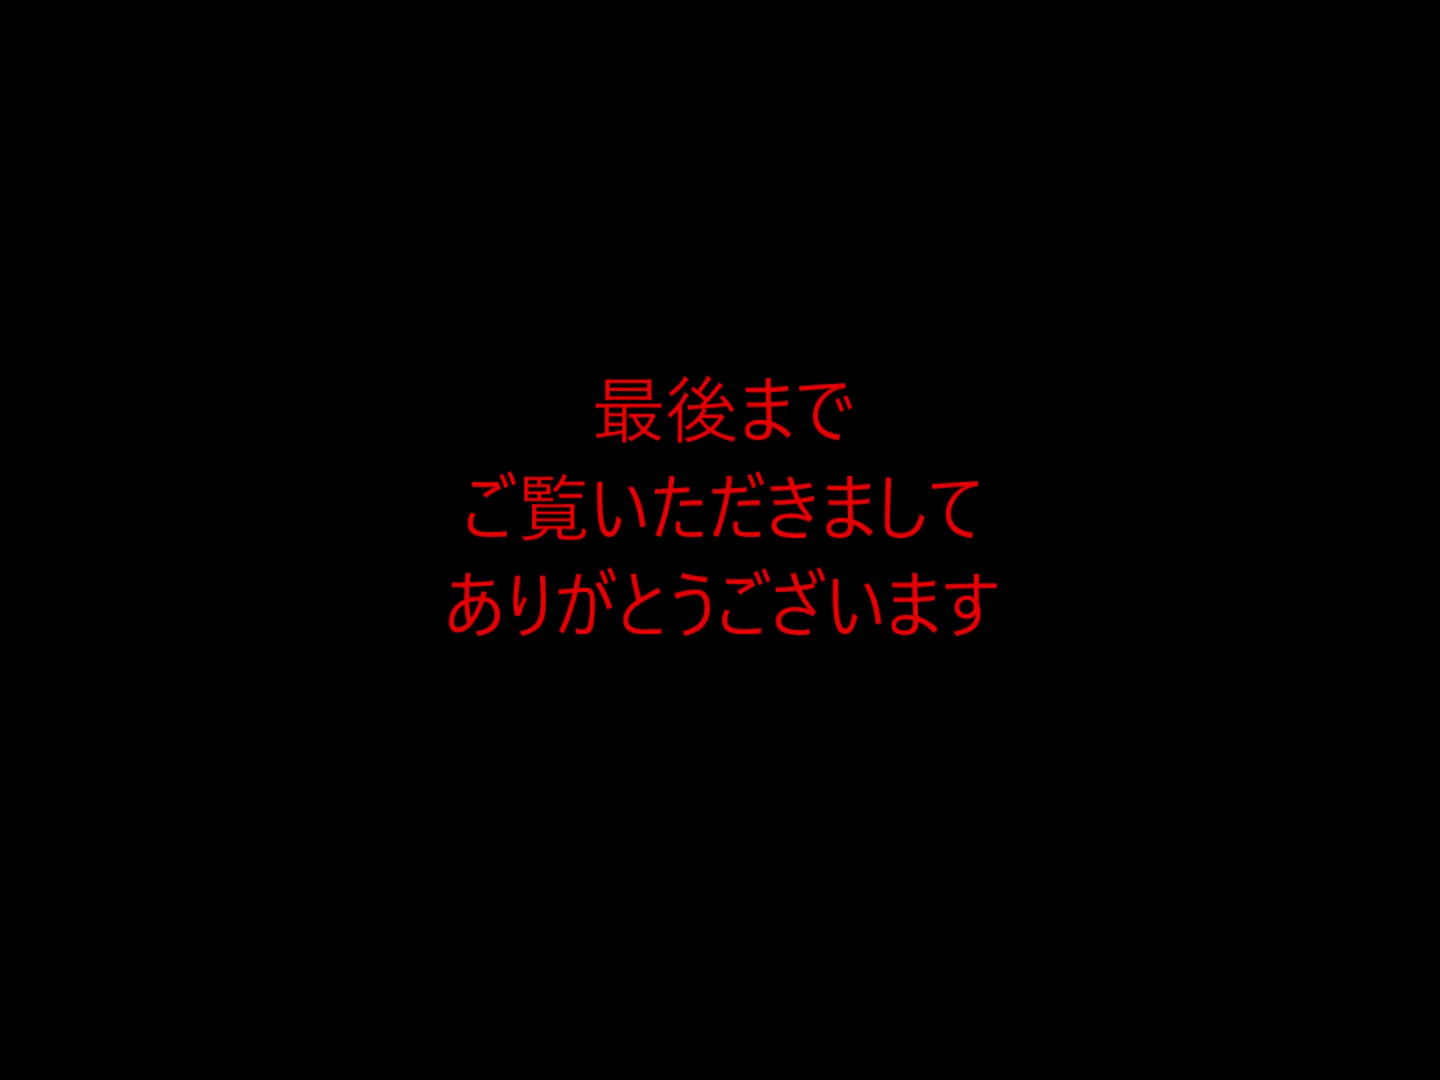 最後まで
ご覧いただきまして
ありがとうございます